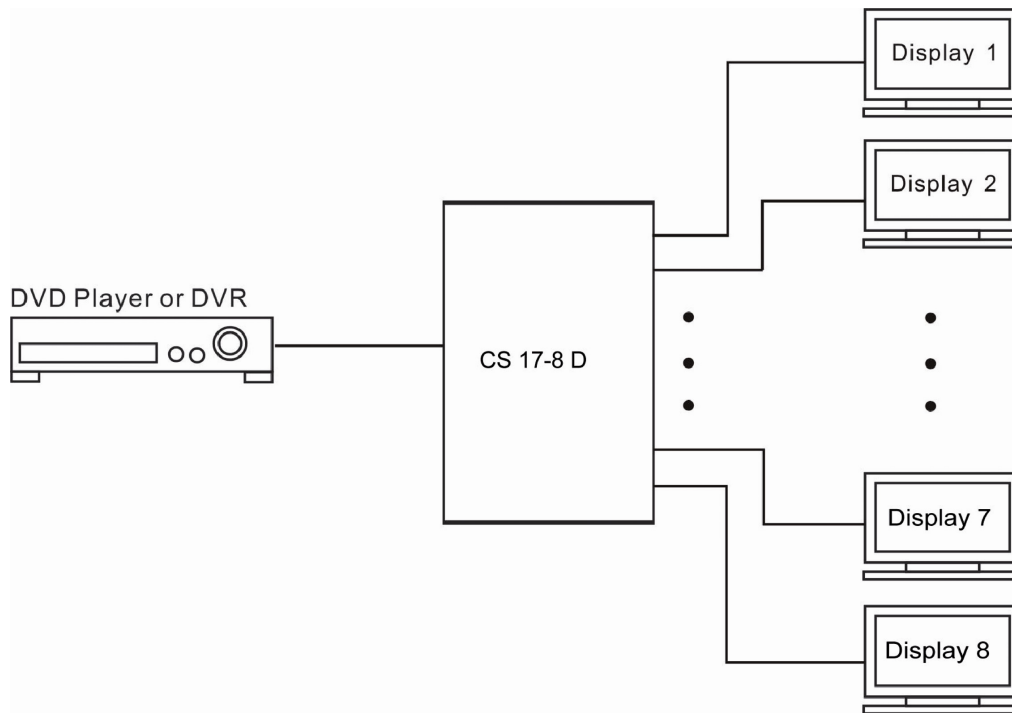 Display 1
Display 2
DVD Player or DVR
CS 17-8 D
Display 7
Display 8